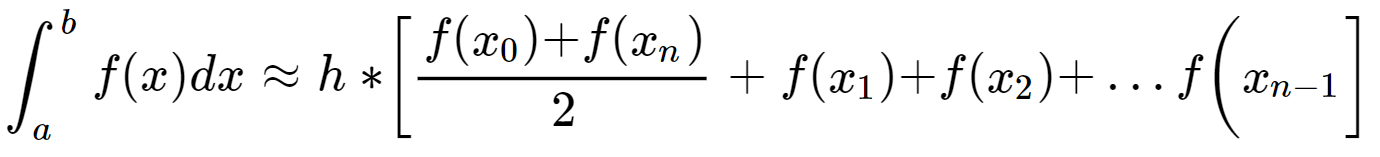 ∫_a^b f(x)dx ≈ h * [ (f(x_0)+f(x_n))/2 + f(x_1)+f(x_2)+ ... f(x_{n-1} ]